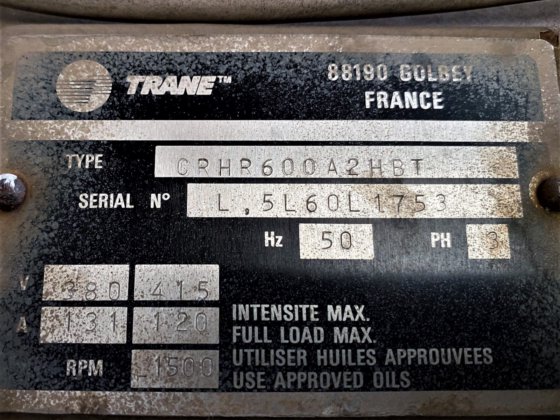 TRANE™ 88190 GOLBEY
FRANCE
TYPE CRHR600A2HBT
SERIAL N° L,5L60L1753
Hz 50 PH 3
V 380 415
A 131 120
INTENSITE MAX.
FULL LOAD MAX.
RPM 1500 UTILISER HUILES APPROUVEES
USE APPROVED OILS